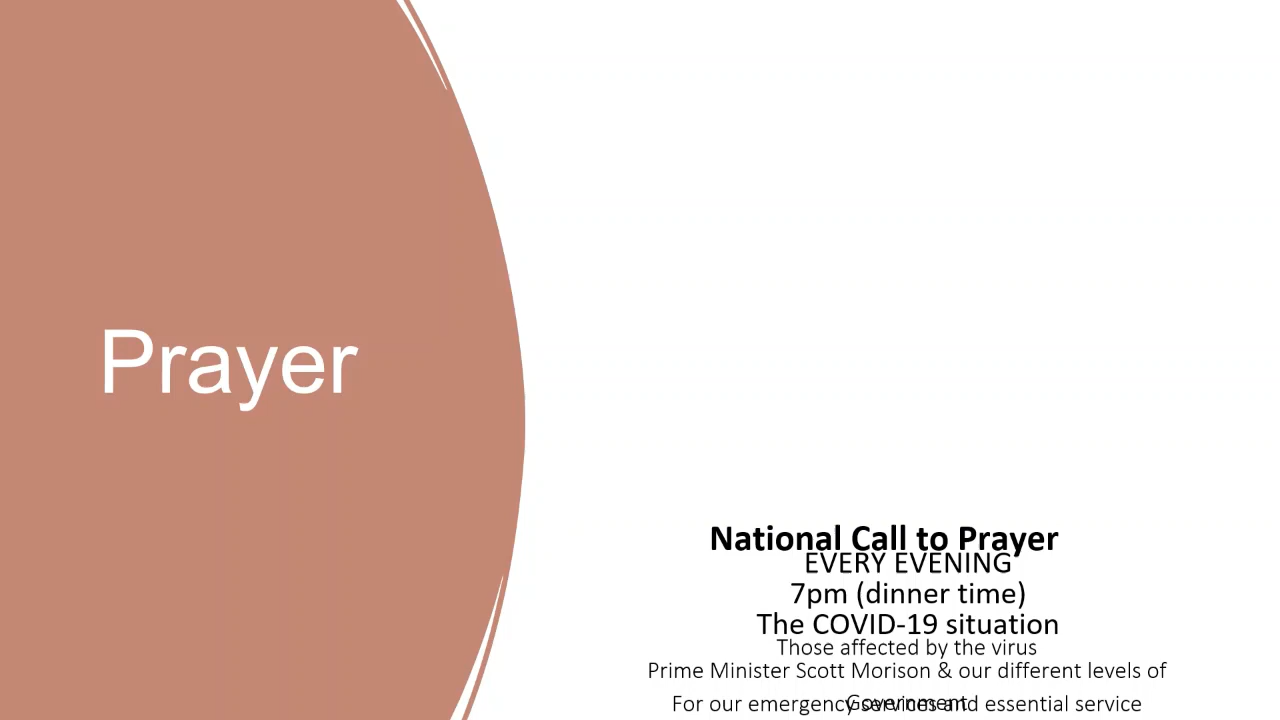 Prayer
National Call to Prayer
EVERY EVENING
7pm (dinner time)
The COVID-19 situation
Those affected by the virus
Prime Minister Scott Morison & our different levels of
Government
For our emergency services and essential service